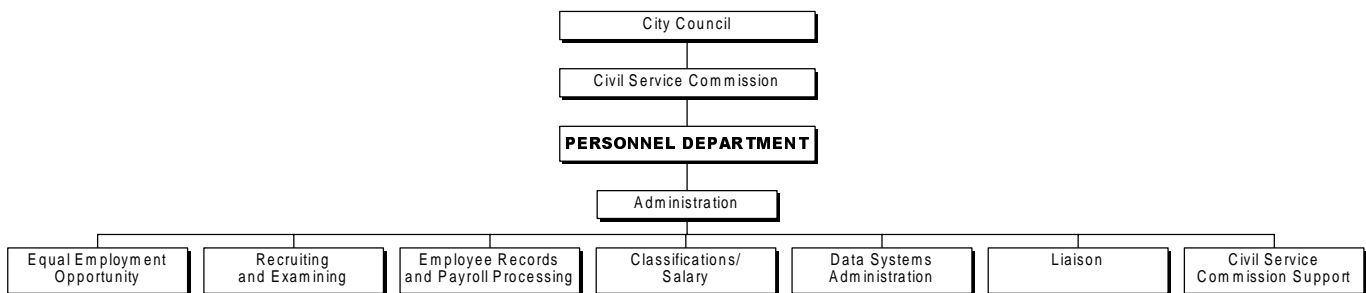 City Council
Civil Service Commission
PERSONNEL DEPARTMENT
Administration
Equal Employment
Opportunity
Recruiting
and Examining
Employee Records
and Payroll Processing
Classifications/
Salary
Data Systems
Administration
Liaison
Civil Service
Commission Support